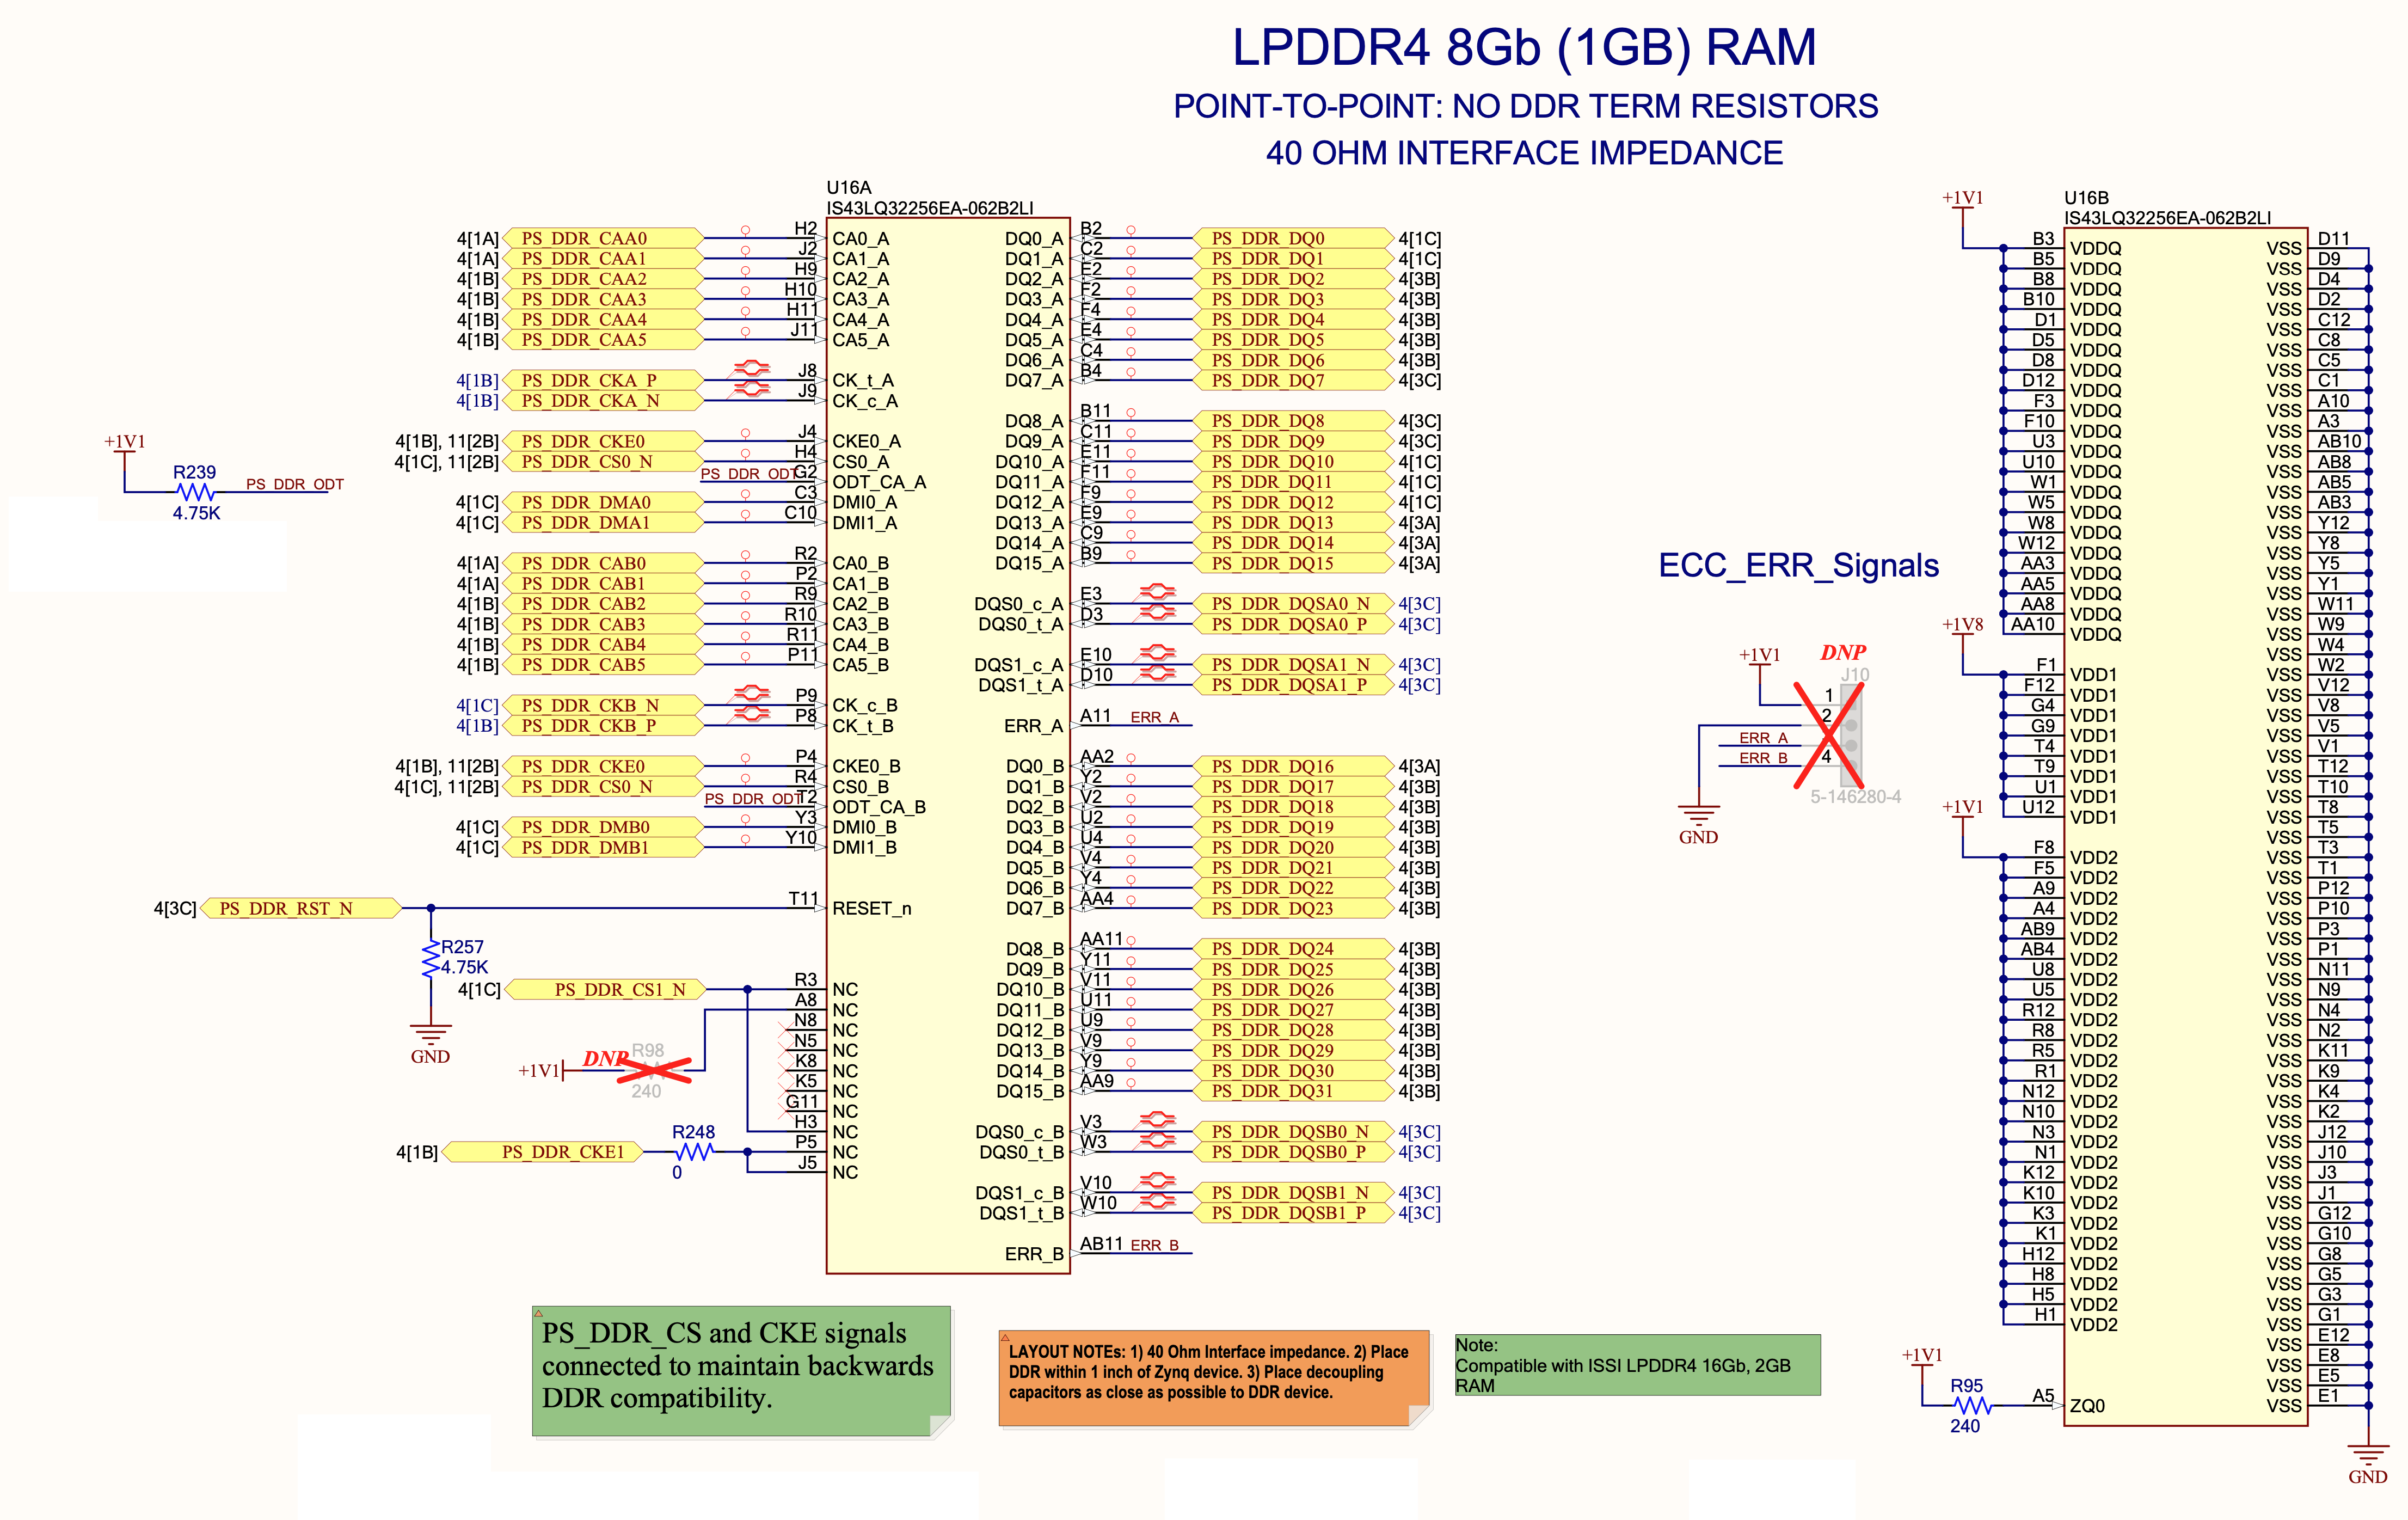 LPDDR4 8Gb (1GB) RAM
POINT-TO-POINT: NO DDR TERM RESISTORS
40 OHM INTERFACE IMPEDANCE
+1V1
R239
PS_DDR_ODT
4.75K
U16A
IS43LQ32256EA-062B2LI
4[1A] PS_DDR_CAA0 H2 CA0_A
4[1A] PS_DDR_CAA1 J2 CA1_A
4[1B] PS_DDR_CAA2 H9 CA2_A
4[1B] PS_DDR_CAA3 H10 CA3_A
4[1B] PS_DDR_CAA4 H11 CA4_A
4[1B] PS_DDR_CAA5 J11 CA5_A
4[1B] PS_DDR_CKA_P J8 CK_t_A
4[1B] PS_DDR_CKA_N J9 CK_c_A
4[1B], 11[2B] PS_DDR_CKE0 J4 CKE0_A
4[1C], 11[2B] PS_DDR_CS0_N H4 CS0_A
PS_DDR_ODT G2 ODT_CA_A
4[1C] PS_DDR_DMA0 C3 DMI0_A
4[1C] PS_DDR_DMA1 C10 DMI1_A
4[1A] PS_DDR_CAB0 R2 CA0_B
4[1A] PS_DDR_CAB1 P2 CA1_B
4[1B] PS_DDR_CAB2 R9 CA2_B
4[1B] PS_DDR_CAB3 R10 CA3_B
4[1B] PS_DDR_CAB4 R11 CA4_B
4[1B] PS_DDR_CAB5 P11 CA5_B
4[1C] PS_DDR_CKB_N P9 CK_c_B
4[1B] PS_DDR_CKB_P P8 CK_t_B
4[1B], 11[2B] PS_DDR_CKE0 P4 CKE0_B
4[1C], 11[2B] PS_DDR_CS0_N R4 CS0_B
PS_DDR_ODT T2 ODT_CA_B
4[1C] PS_DDR_DMB0 Y3 DMI0_B
4[1C] PS_DDR_DMB1 Y10 DMI1_B
4[3C] PS_DDR_RST_N T11 RESET_n
R257
4.75K
GND
4[1C] PS_DDR_CS1_N R3 NC
A8 NC
N8 NC
N5 NC
+1V1 DNP R98 K8 NC
240 K5 NC
G11 NC
H3 NC
4[1B] PS_DDR_CKE1 R248 P5 NC
0 J5 NC
DQ0_A B2 PS_DDR_DQ0 4[1C]
DQ1_A C2 PS_DDR_DQ1 4[1C]
DQ2_A E2 PS_DDR_DQ2 4[3B]
DQ3_A F2 PS_DDR_DQ3 4[3B]
DQ4_A F4 PS_DDR_DQ4 4[3B]
DQ5_A E4 PS_DDR_DQ5 4[3B]
DQ6_A C4 PS_DDR_DQ6 4[3B]
DQ7_A B4 PS_DDR_DQ7 4[3C]
DQ8_A B11 PS_DDR_DQ8 4[3C]
DQ9_A C11 PS_DDR_DQ9 4[3C]
DQ10_A E11 PS_DDR_DQ10 4[1C]
DQ11_A F11 PS_DDR_DQ11 4[1C]
DQ12_A F9 PS_DDR_DQ12 4[1C]
DQ13_A E9 PS_DDR_DQ13 4[3A]
DQ14_A C9 PS_DDR_DQ14 4[3A]
DQ15_A B9 PS_DDR_DQ15 4[3A]
DQS0_c_A E3 PS_DDR_DQSA0_N 4[3C]
DQS0_t_A D3 PS_DDR_DQSA0_P 4[3C]
DQS1_c_A E10 PS_DDR_DQSA1_N 4[3C]
DQS1_t_A D10 PS_DDR_DQSA1_P 4[3C]
ERR_A A11 ERR_A
DQ0_B AA2 PS_DDR_DQ16 4[3A]
DQ1_B Y2 PS_DDR_DQ17 4[3B]
DQ2_B V2 PS_DDR_DQ18 4[3B]
DQ3_B U2 PS_DDR_DQ19 4[3B]
DQ4_B U4 PS_DDR_DQ20 4[3B]
DQ5_B V4 PS_DDR_DQ21 4[3B]
DQ6_B Y4 PS_DDR_DQ22 4[3B]
DQ7_B AA4 PS_DDR_DQ23 4[3B]
DQ8_B AA11 PS_DDR_DQ24 4[3B]
DQ9_B Y11 PS_DDR_DQ25 4[3B]
DQ10_B V11 PS_DDR_DQ26 4[3B]
DQ11_B U11 PS_DDR_DQ27 4[3B]
DQ12_B U9 PS_DDR_DQ28 4[3B]
DQ13_B V9 PS_DDR_DQ29 4[3B]
DQ14_B Y9 PS_DDR_DQ30 4[3B]
DQ15_B AA9 PS_DDR_DQ31 4[3B]
DQS0_c_B V3 PS_DDR_DQSB0_N 4[3C]
DQS0_t_B W3 PS_DDR_DQSB0_P 4[3C]
DQS1_c_B V10 PS_DDR_DQSB1_N 4[3C]
DQS1_t_B W10 PS_DDR_DQSB1_P 4[3C]
ERR_B AB11 ERR_B
ECC_ERR_Signals
+1V1 DNP
J10
1
2
ERR_A
ERR_B 4
5-146280-4
GND
U16B
IS43LQ32256EA-062B2LI
+1V1
B3 VDDQ VSS D11
B5 VDDQ VSS D9
B8 VDDQ VSS D4
B10 VDDQ VSS D2
D1 VDDQ VSS C12
D5 VDDQ VSS C8
D8 VDDQ VSS C5
D12 VDDQ VSS C1
F3 VDDQ VSS A10
F10 VDDQ VSS A3
U3 VDDQ VSS AB10
U10 VDDQ VSS AB8
W1 VDDQ VSS AB5
W5 VDDQ VSS AB3
W8 VDDQ VSS Y12
W12 VDDQ VSS Y8
AA3 VDDQ VSS Y5
AA5 VDDQ VSS Y1
AA8 VDDQ VSS W11
+1V8 AA10 VDDQ VSS W9
VSS W4
F1 VDD1 VSS W2
F12 VDD1 VSS V12
G4 VDD1 VSS V8
G9 VDD1 VSS V5
T4 VDD1 VSS V1
T9 VDD1 VSS T12
U1 VDD1 VSS T10
+1V1 U12 VDD1 VSS T8
VSS T5
F8 VDD2 VSS T3
F5 VDD2 VSS T1
A9 VDD2 VSS P12
A4 VDD2 VSS P10
AB9 VDD2 VSS P3
AB4 VDD2 VSS P1
U8 VDD2 VSS N11
U5 VDD2 VSS N9
R12 VDD2 VSS N4
R8 VDD2 VSS N2
R5 VDD2 VSS K11
R1 VDD2 VSS K9
N12 VDD2 VSS K4
N10 VDD2 VSS K2
N3 VDD2 VSS J12
N1 VDD2 VSS J10
K12 VDD2 VSS J3
K10 VDD2 VSS J1
K3 VDD2 VSS G12
K1 VDD2 VSS G10
H12 VDD2 VSS G8
H8 VDD2 VSS G5
H5 VDD2 VSS G3
H1 VDD2 VSS G1
VSS E12
+1V1 VSS E8
VSS E5
R95 A5 ZQ0 VSS E1
240
GND
PS_DDR_CS and CKE signals
connected to maintain backwards
DDR compatibility.
LAYOUT NOTEs: 1) 40 Ohm Interface impedance. 2) Place
DDR within 1 inch of Zynq device. 3) Place decoupling
capacitors as close as possible to DDR device.
Note:
Compatible with ISSI LPDDR4 16Gb, 2GB
RAM